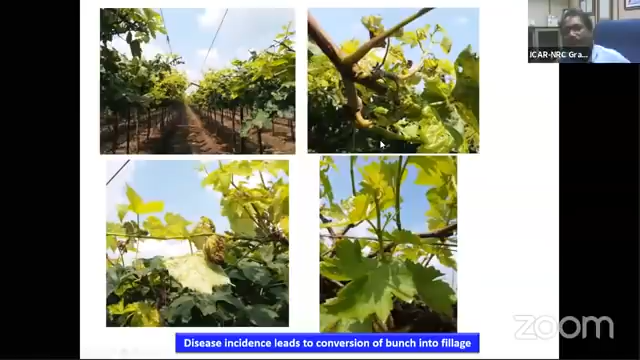 ICAR-NRC Gra...
Disease incidence leads to conversion of bunch into fillage
zoom